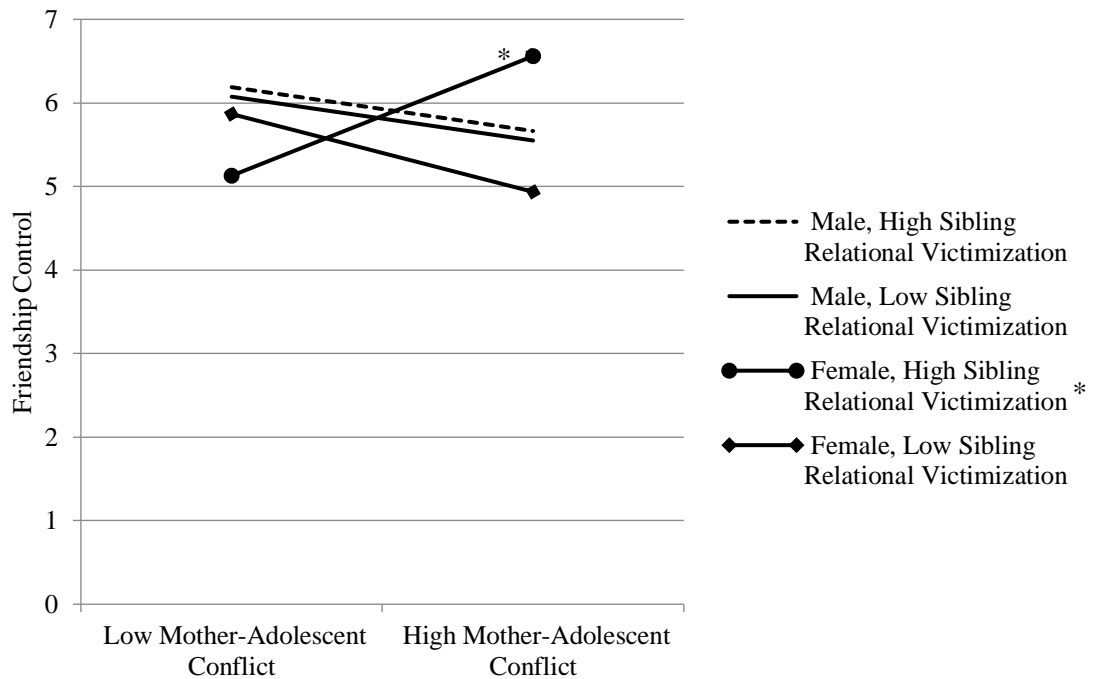 7
6
5
4
3
2
1
0
Friendship Control
*
Low Mother-Adolescent
Conflict
High Mother-Adolescent
Conflict
Male, High Sibling
Relational Victimization
Male, Low Sibling
Relational Victimization
Female, High Sibling
Relational Victimization *
Female, Low Sibling
Relational Victimization